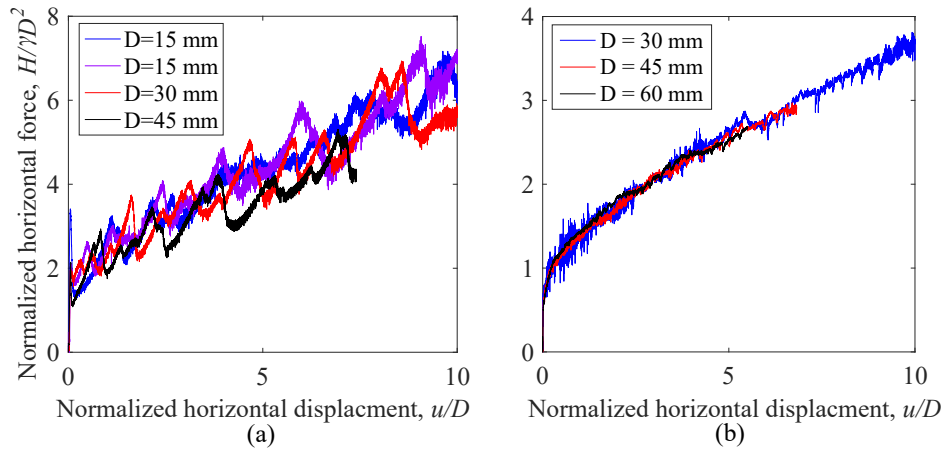 Normalized horizontal force, H/γD²
8
6
4
2
0
D=15 mm
D=15 mm
D=30 mm
D=45 mm
0
5
10
Normalized horizontal displacment, u/D
(a)
4
3
2
1
0
D = 30 mm
D = 45 mm
D = 60 mm
0
5
10
Normalized horizontal displacment, u/D
(b)